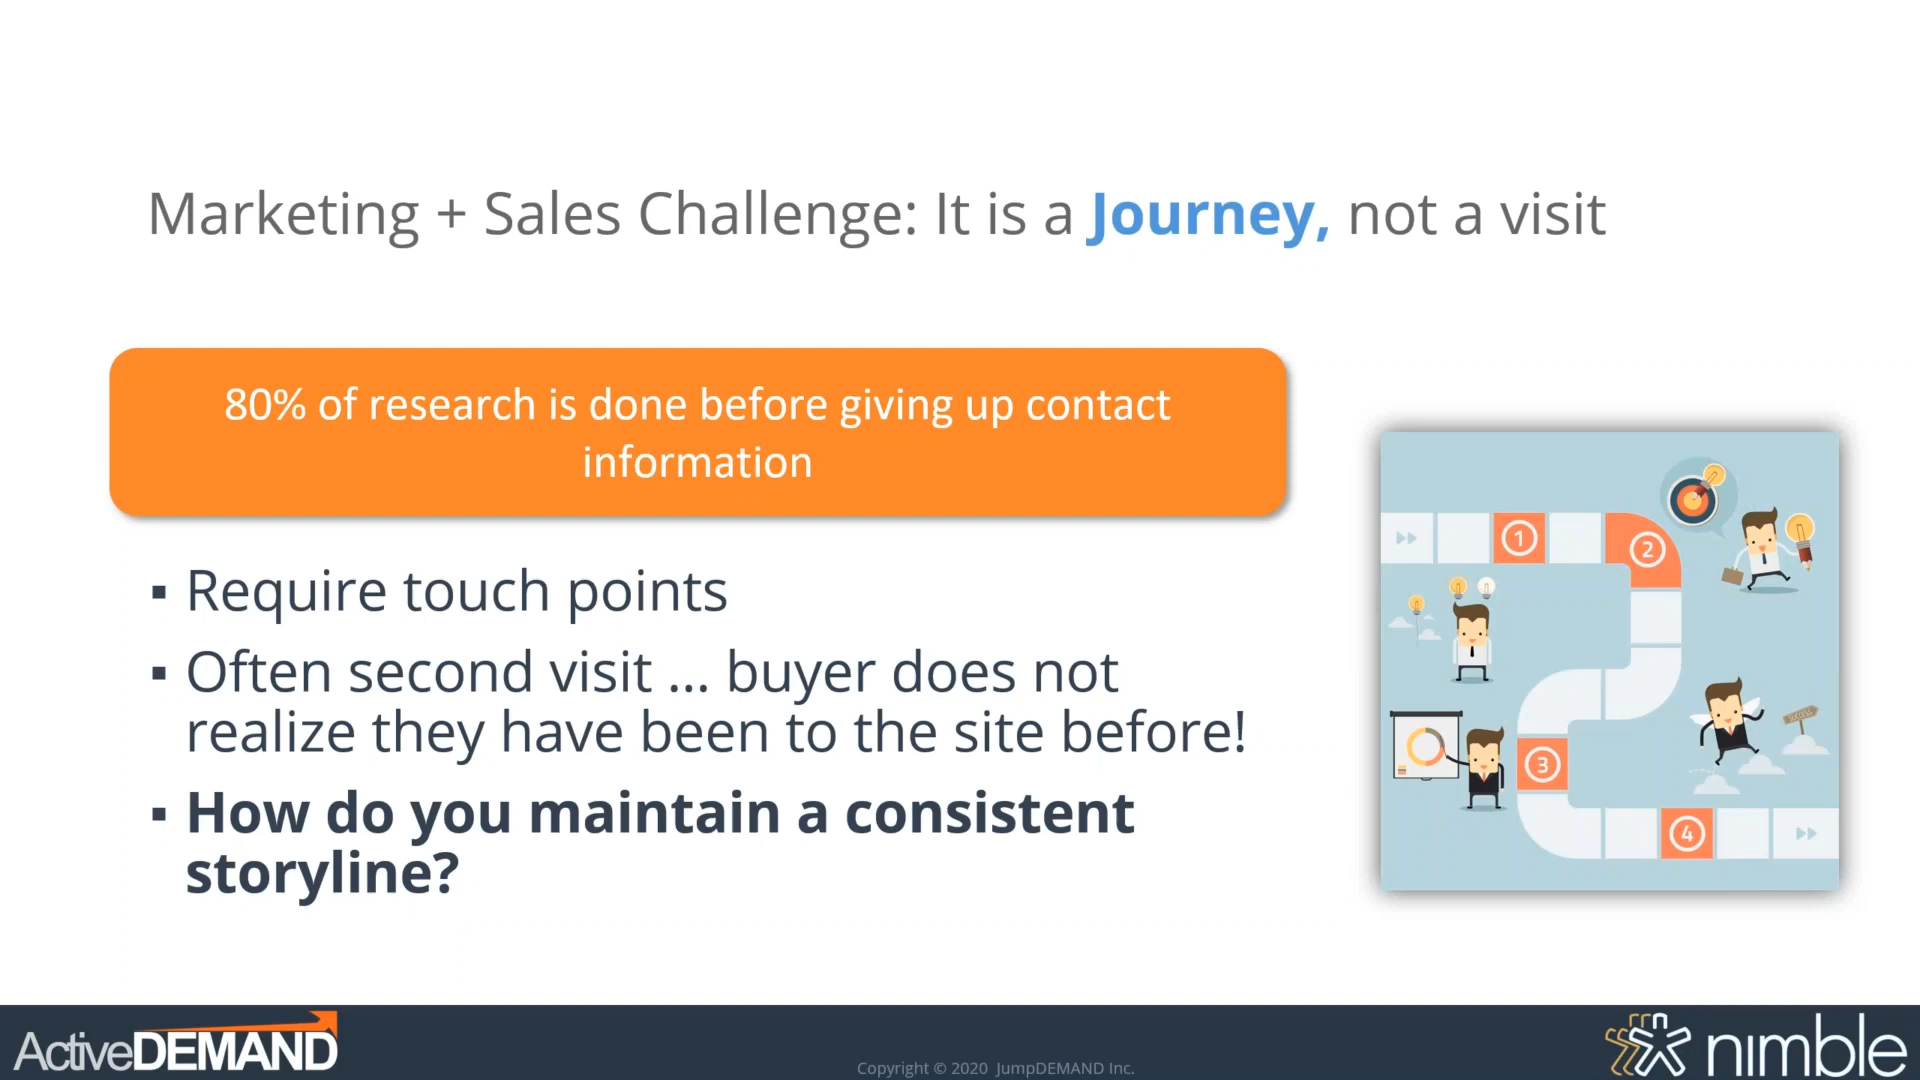 Marketing + Sales Challenge: It is a Journey, not a visit
80% of research is done before giving up contact
information
▪ Require touch points
▪ Often second visit ... buyer does not
realize they have been to the site before!
▪ How do you maintain a consistent
storyline?
1
2
3
4
SUCCESS
ActiveDEMAND
Copyright © 2020 JumpDEMAND Inc.
nimble